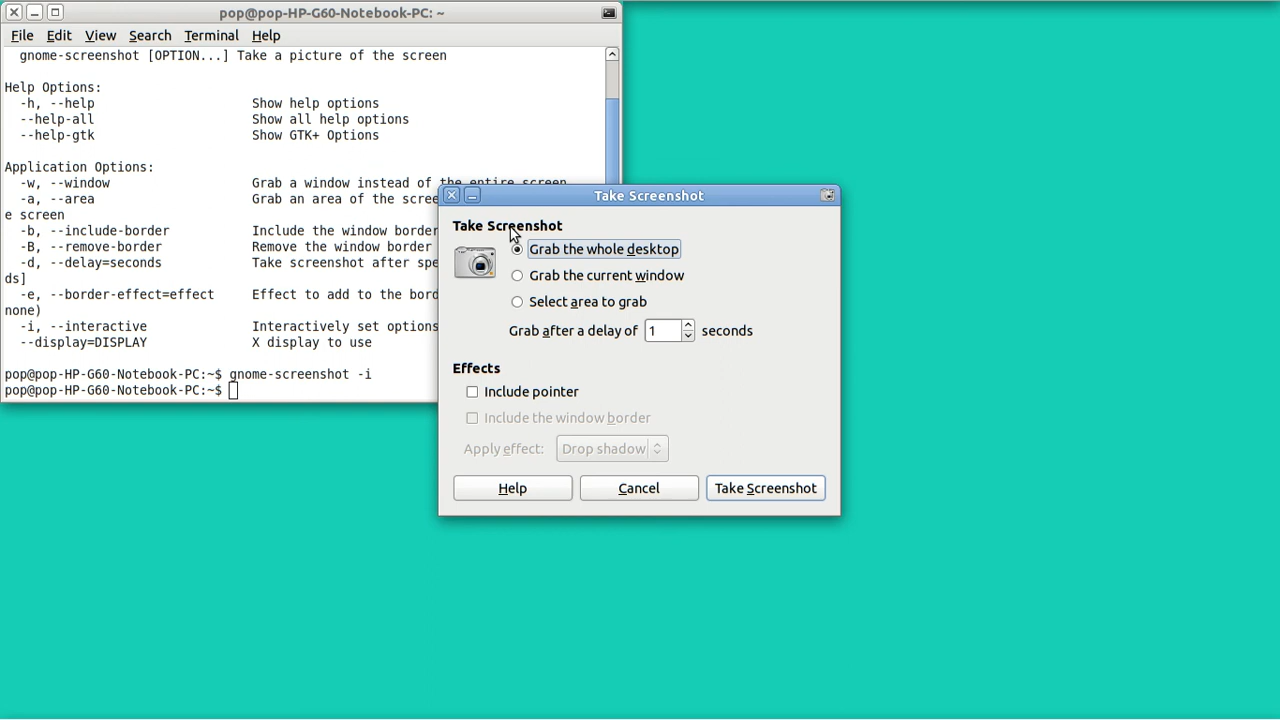 pop@pop-HP-G60-Notebook-PC: ~
File Edit View Search Terminal Help
gnome-screenshot [OPTION...] Take a picture of the screen
Help Options:
-h, --help Show help options
--help-all Show all help options
--help-gtk Show GTK+ Options
Application Options:
-w, --window Grab a window instead of the entire screen
-a, --area Grab an area of the scree
e screen
-b, --include-border Include the window border
-B, --remove-border Remove the window border
-d, --delay=seconds Take screenshot after spe
ds]
-e, --border-effect=effect Effect to add to the bord
none)
-i, --interactive Interactively set options
--display=DISPLAY X display to use
pop@pop-HP-G60-Notebook-PC:~$ gnome-screenshot -i
pop@pop-HP-G60-Notebook-PC:~$
Take Screenshot
Take Screenshot
Grab the whole desktop
Grab the current window
Select area to grab
Grab after a delay of 1 seconds
Effects
Include pointer
Include the window border
Apply effect: Drop shadow
Help Cancel Take Screenshot